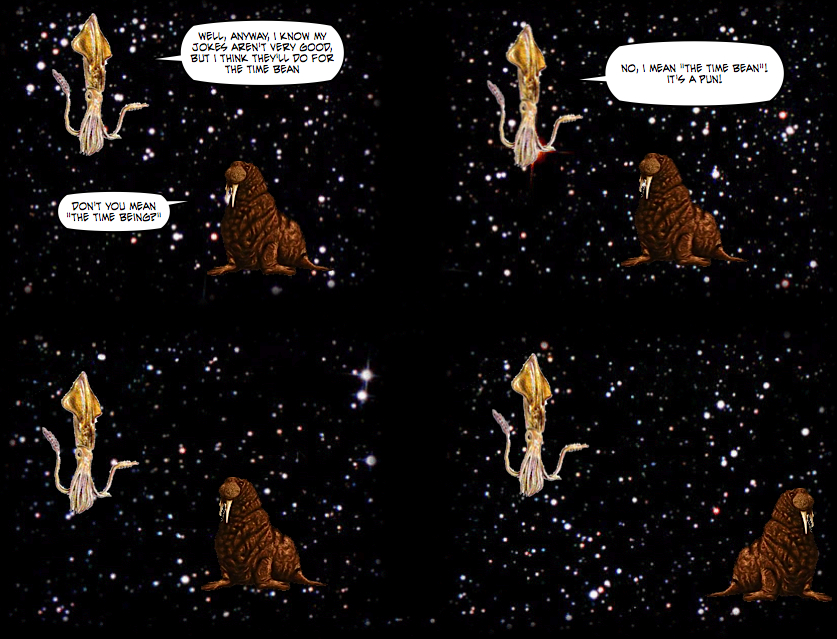 WELL, ANYWAY, I KNOW MY
JOKES AREN'T VERY GOOD,
BUT I THINK THEY'LL DO FOR
THE TIME BEAN
DON'T YOU MEAN
"THE TIME BEING?"
NO, I MEAN "THE TIME BEAN"!
IT'S A PUN!